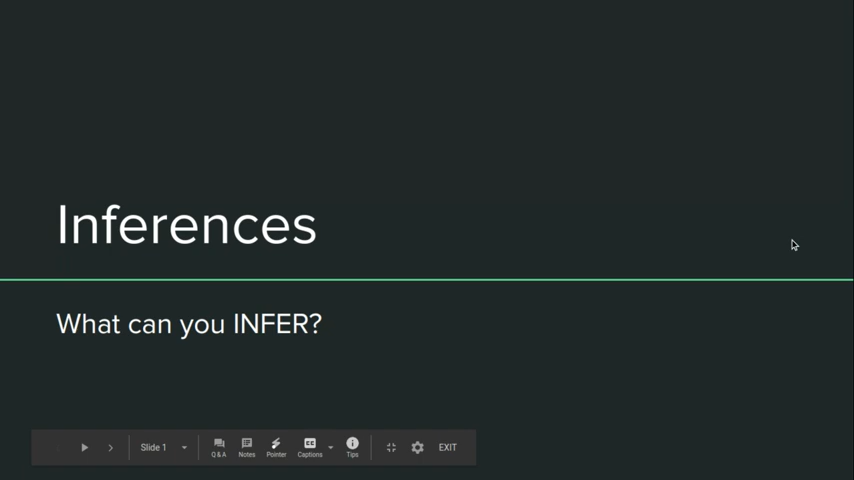 Inferences
What can you INFER?
Slide 1
Q & A Notes Pointer Captions Tips
EXIT